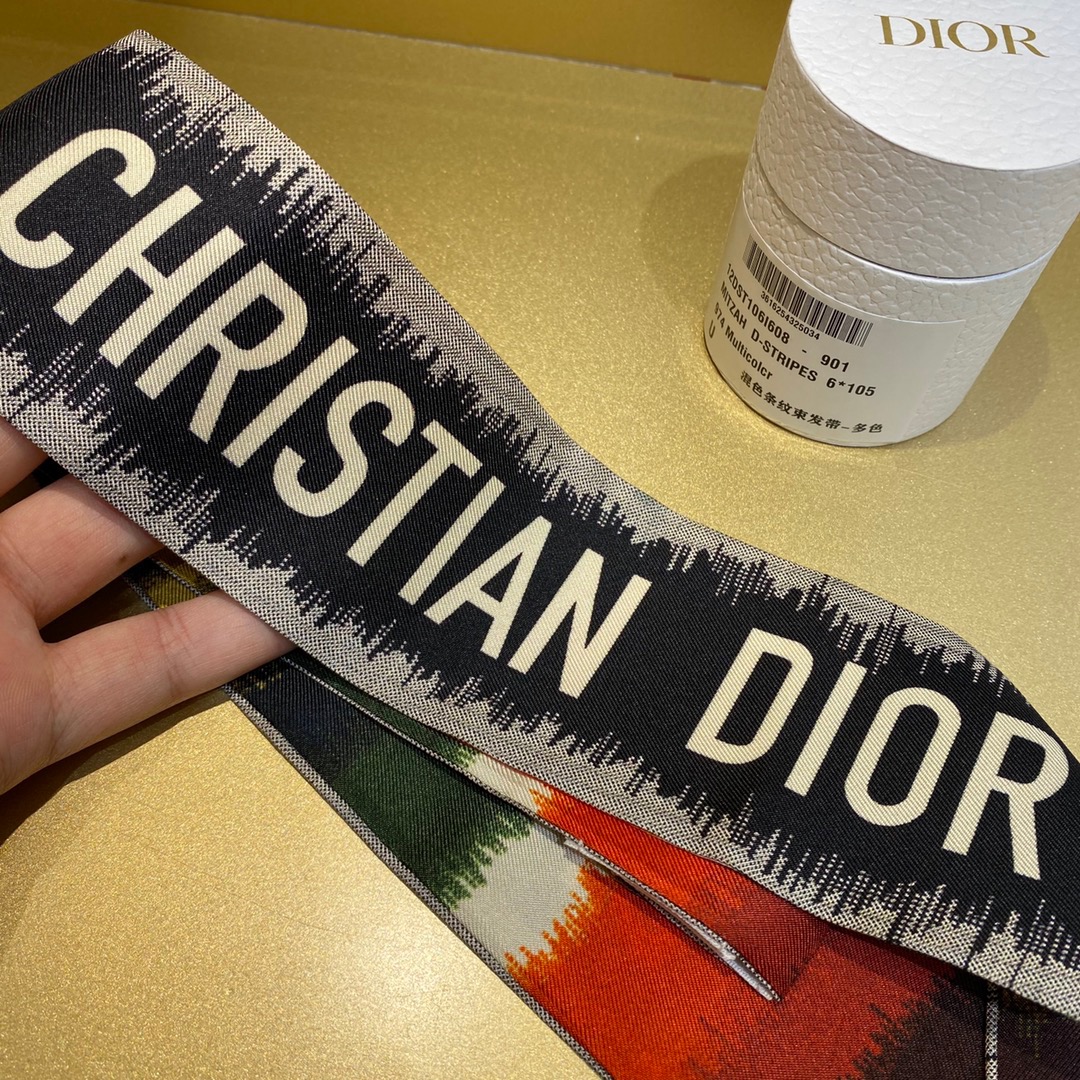 DIOR
3616254325034
12DST106I608 - 901
MITZAH D-STRIPES 6*105
974 Multicolor
U
混色条纹束发带-多色
CHRISTIAN DIOR